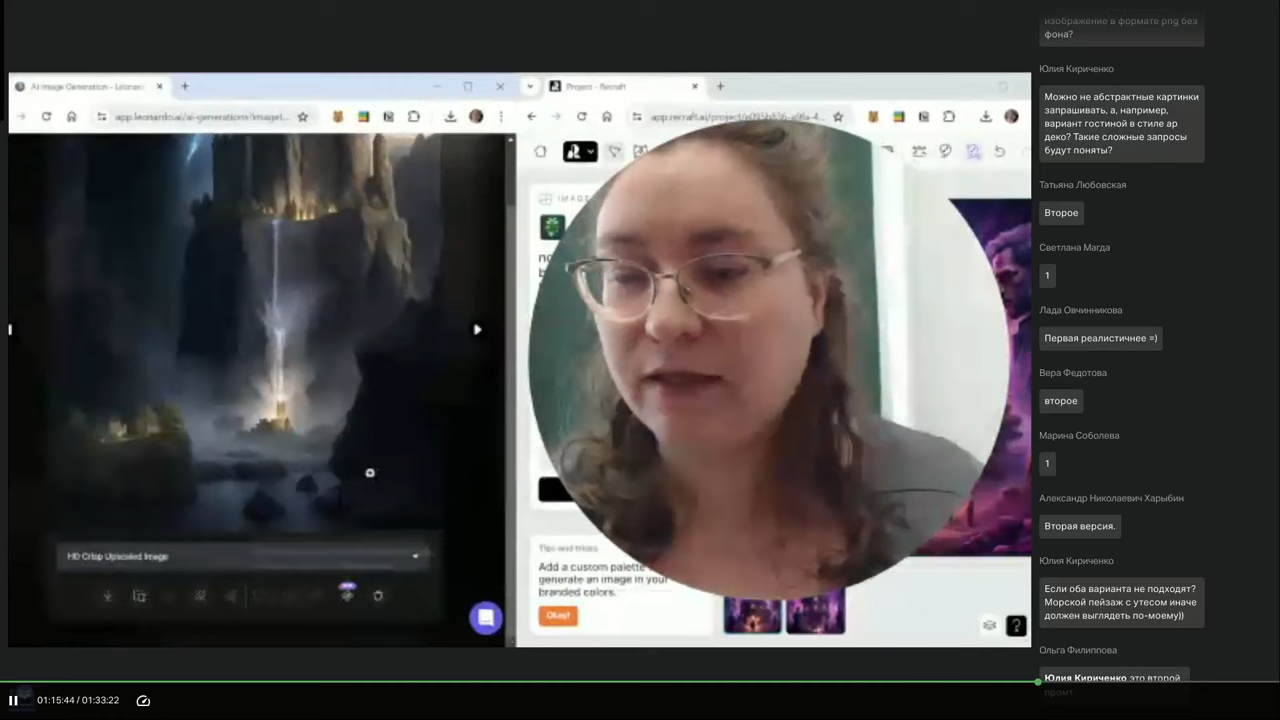 Ai Image Generation - Leonar
app.leonardo.ai/ai-generations?imageI...
HD Crisp Upscaled Image
Project - Recraft
IMAGE
Tips and tricks
Add a custom palette
generate an image in your
branded colors.
Okay!
?
изображение в формате png без
фона?
Юлия Кириченко
Можно не абстрактные картинки
запрашивать, а, например,
вариант гостиной в стиле ар
деко? Такие сложные запросы
будут поняты?
Татьяна Любовская
Второе
Светлана Магда
1
Лада Овчинникова
Первая реалистичнее =)
Вера Федотова
второе
Марина Соболева
1
Александр Николаевич Харыбин
Вторая версия.
Юлия Кириченко
Если оба варианта не подходят?
Морской пейзаж с утесом иначе
должен выглядеть по-моему))
Ольга Филиппова
Юлия Кириченко это второй
промт
01:15:44 / 01:33:22